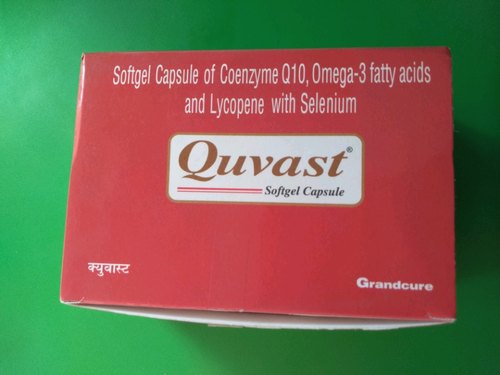 Softgel Capsule of Coenzyme Q10, Omega-3 fatty acids
and Lycopene with Selenium
Quvast®
Softgel Capsule
क्युवास्ट
Grandcure